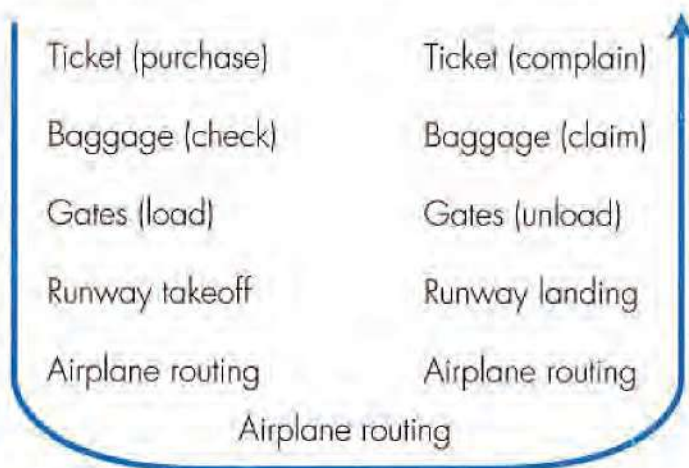 Ticket (purchase)
Ticket (complain)
Baggage (check)
Baggage (claim)
Gates (load)
Gates (unload)
Runway takeoff
Runway landing
Airplane routing
Airplane routing
Airplane routing